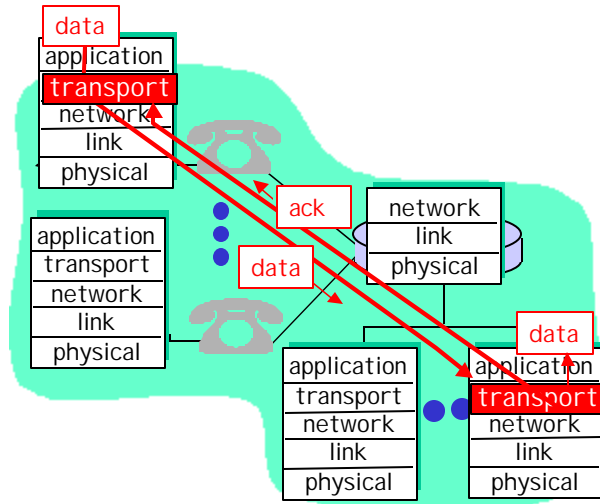 data
application
transport
network
link
physical
ack
network
link
physical
application
transport
network
link
physical
data
data
application
transport
network
link
physical
application
transport
network
link
physical